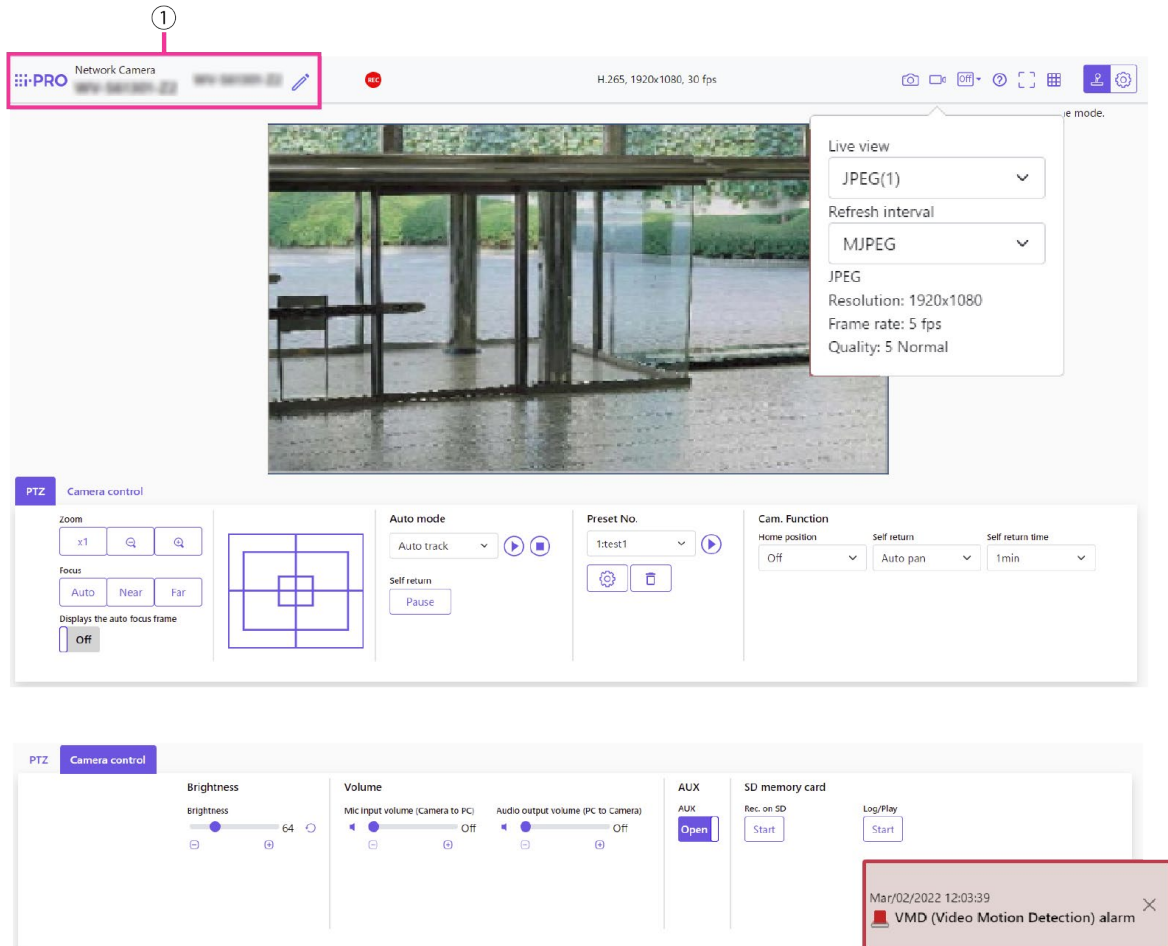 1
i-PRO
Network Camera
REC
H.265, 1920x1080, 30 fps
Off
e mode.
Live view
JPEG(1)
Refresh interval
MJPEG
JPEG
Resolution: 1920x1080
Frame rate: 5 fps
Quality: 5 Normal
PTZ Camera control
Zoom
x1
Focus
Auto Near Far
Displays the auto focus frame
Off
Auto mode
Auto track
Self return
Pause
Preset No.
1:test1
Cam. Function
Home position Self return Self return time
Off Auto pan 1min
PTZ Camera control
Brightness
Brightness
64
Volume
Mic input volume (Camera to PC) Audio output volume (PC to Camera)
Off Off
AUX
AUX
Open
SD memory card
Rec. on SD Log/Play
Start Start
Mar/02/2022 12:03:39
VMD (Video Motion Detection) alarm